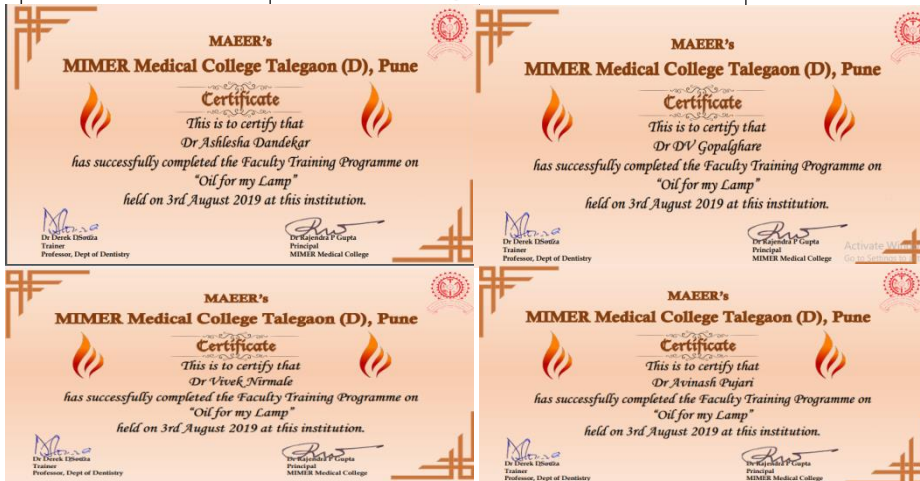 MAEER's
MIMER Medical College Talegaon (D), Pune
Certificate
This is to certify that
Dr Ashlesha Dandekar
has successfully completed the Faculty Training Programme on
"Oil for my Lamp"
held on 3rd August 2019 at this institution.
Dr Derek DSouza
Trainer
Professor, Dept of Dentistry
Dr Rajendra P Gupta
Principal
MIMER Medical College
MAEER's
MIMER Medical College Talegaon (D), Pune
Certificate
This is to certify that
Dr DV Gopalghare
has successfully completed the Faculty Training Programme on
"Oil for my Lamp"
held on 3rd August 2019 at this institution.
Dr Derek DSouza
Trainer
Professor, Dept of Dentistry
Dr Rajendra P Gupta
Principal
MIMER Medical College
Activate
Go to Settings to
MAEER's
MIMER Medical College Talegaon (D), Pune
Certificate
This is to certify that
Dr Vivek Nirmale
has successfully completed the Faculty Training Programme on
"Oil for my Lamp"
held on 3rd August 2019 at this institution.
Dr Derek DSouza
Trainer
Professor, Dept of Dentistry
Dr Rajendra P Gupta
Principal
MIMER Medical College
MAEER's
MIMER Medical College Talegaon (D), Pune
Certificate
This is to certify that
Dr Avinash Pujari
has successfully completed the Faculty Training Programme on
"Oil for my Lamp"
held on 3rd August 2019 at this institution.
Dr Derek DSouza
Trainer
Professor, Dept of Dentistry
Dr Rajendra P Gupta
Principal
MIMER Medical College